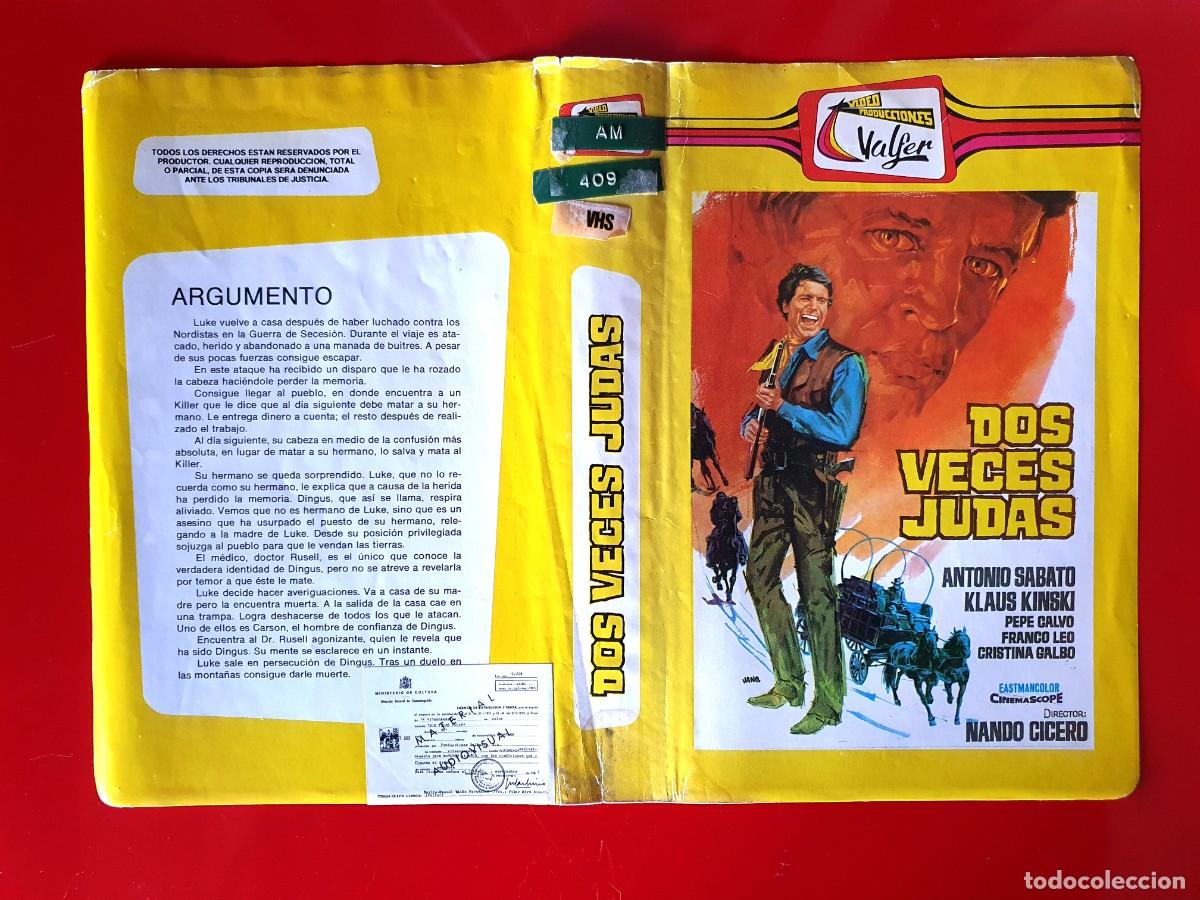 TODOS LOS DERECHOS ESTAN RESERVADOS POR EL
PRODUCTOR. CUALQUIER REPRODUCCION, TOTAL
O PARCIAL, DE ESTA COPIA SERA DENUNCIADA
ANTE LOS TRIBUNALES DE JUSTICIA.
ARGUMENTO
Luke vuelve a casa después de haber luchado contra los
Nordistas en la Guerra de Secesión. Durante el viaje es ata-
cado, herido y abandonado a una manada de buitres. A pesar
de sus pocas fuerzas consigue escapar.
En este ataque ha recibido un disparo que le ha rozado
la cabeza haciéndole perder la memoria.
Consigue llegar al pueblo, en donde encuentra a un
Killer que le dice que al día siguiente debe matar a su her-
mano. Le entrega dinero a cuenta; el resto después de reali-
zado el trabajo.
Al día siguiente, su cabeza en medio de la confusión más
absoluta, en lugar de matar a su hermano, lo salva y mata al
Killer.
Su hermano se queda sorprendido. Luke, que no lo re-
cuerda como su hermano, le explica que a causa de la herida
ha perdido la memoria. Dingus, que así se llama, respira
aliviado. Vemos que no es hermano de Luke, sino que es un
asesino que ha usurpado el puesto de su hermano, rele-
gando a la madre de Luke. Desde su posición privilegiada
sojuzga al pueblo para que le vendan las tierras.
El médico, doctor Rusell, es el único que conoce la
verdadera identidad de Dingus, pero no se atreve a revelarla
por temor a que éste le mate.
Luke decide hacer averiguaciones. Va a casa de su ma-
dre pero la encuentra muerta. A la salida de la casa cae en
una trampa. Logra deshacerse de todos los que le atacan.
Uno de ellos es Carson, el hombre de confianza de Dingus.
Encuentra al Dr. Rusell agonizante, quien le revela que
ha sido Dingus. Su mente se esclarece en un instante.
Luke sale en persecución de Dingus. Tras un duelo en
las montañas consigue darle muerte.
MINISTERIO DE CULTURA
Dirección General de Cinematografía
MATERIAL
AUDIOVISUAL
VIDEO
AM
409
VHS
DOS VECES JUDAS
VIDEO
PRODUCCIONES
Valfer
DOS
VECES
JUDAS
ANTONIO SABATO
KLAUS KINSKI
PEPE CALVO
FRANCO LEO
CRISTINA GALBO
JANO
EASTMANCOLOR
CINEMASCOPE
DIRECTOR:
NANDO CICERO
todocoleccion